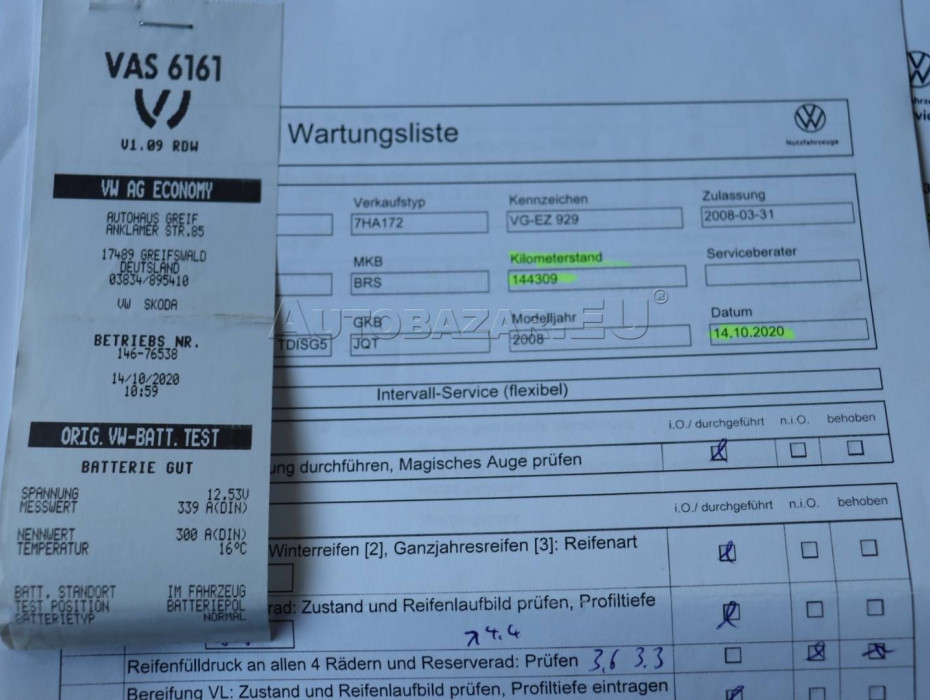 VAS 6161
V1.09 RDW
VW AG ECONOMY
AUTOHAUS GREIF
ANKLAMER STR.85
17489 GREIFSWALD
DEUTSLAND
03834/895410
VW SKODA
BETRIEBS NR.
146-76538
14/10/2020
10:59
ORIG. VW-BATT. TEST
BATTERIE GUT
SPANNUNG 12.53V
MESSWERT 339 A(DIN)
NENNWERT 300 A(DIN)
TEMPERATUR 16°C
BATT. STANDORT IM FAHRZEUG
TEST POSITION BATTERIEPOL
BATTERIETYP NORMAL
Wartungsliste
Nutzfahrzeuge
Verkaufstyp Kennzeichen Zulassung
7HA172 VG-EZ 929 2008-03-31
MKB Kilometerstand Serviceberater
BRS 144309
GKB Modelljahr Datum
TDISG5 JQT 2008 14.10.2020
AUTOBAZAR.EU®
Intervall-Service (flexibel)
i.O./ durchgeführt n.i.O. behoben
ung durchführen, Magisches Auge prüfen
i.O./ durchgeführt n.i.O. behoben
Winterreifen [2], Ganzjahresreifen [3]: Reifenart
rad: Zustand und Reifenlaufbild prüfen, Profiltiefe
4.4
Reifenfülldruck an allen 4 Rädern und Reserverad: Prüfen 3,6 3.3
Bereifung VL: Zustand und Reifenlaufbild prüfen, Profiltiefe eintragen